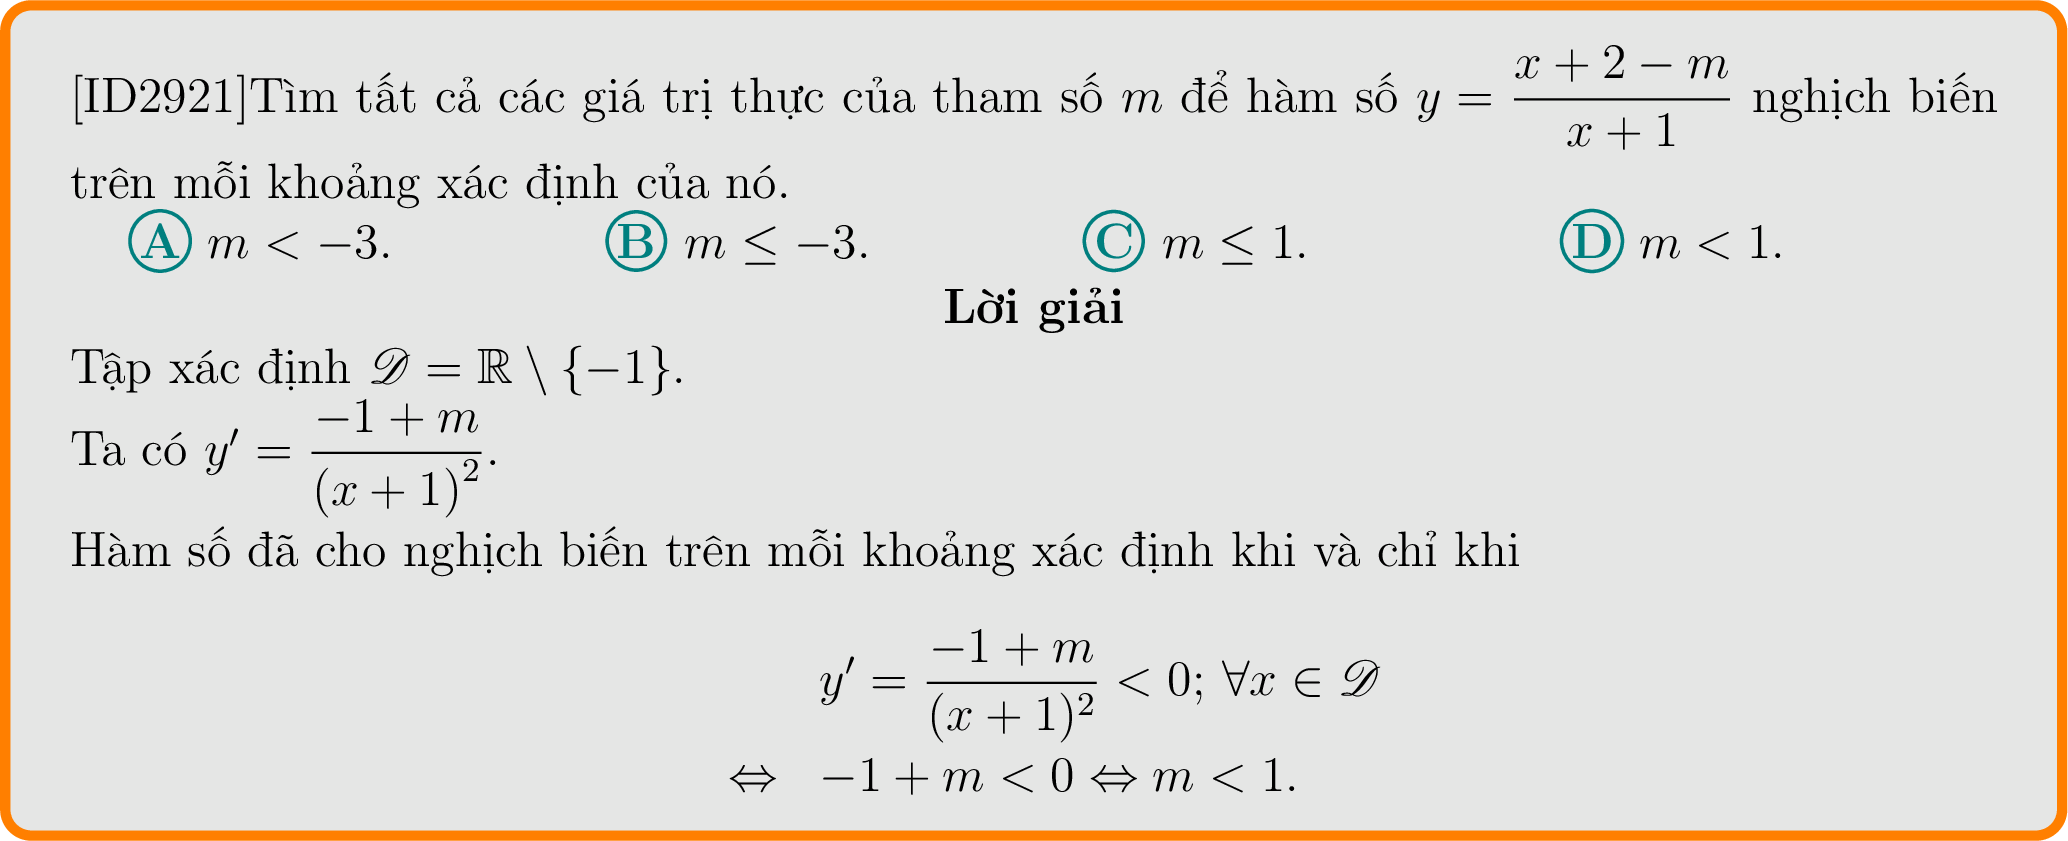 [ID2921]Tìm tất cả các giá trị thực của tham số $m$ để hàm số $y = \dfrac{x+2-m}{x+1}$ nghịch biến
trên mỗi khoảng xác định của nó.
Ⓐ $m < -3$. Ⓑ $m \leq -3$. Ⓒ $m \leq 1$. Ⓓ $m < 1$.
Lời giải
Tập xác định $\mathscr{D} = \mathbb{R} \setminus \{-1\}$.
Ta có $y' = \dfrac{-1+m}{(x+1)^2}$.
Hàm số đã cho nghịch biến trên mỗi khoảng xác định khi và chỉ khi
$y' = \dfrac{-1+m}{(x+1)^2} < 0; \forall x \in \mathscr{D}$
$\Leftrightarrow -1+m < 0 \Leftrightarrow m < 1.$